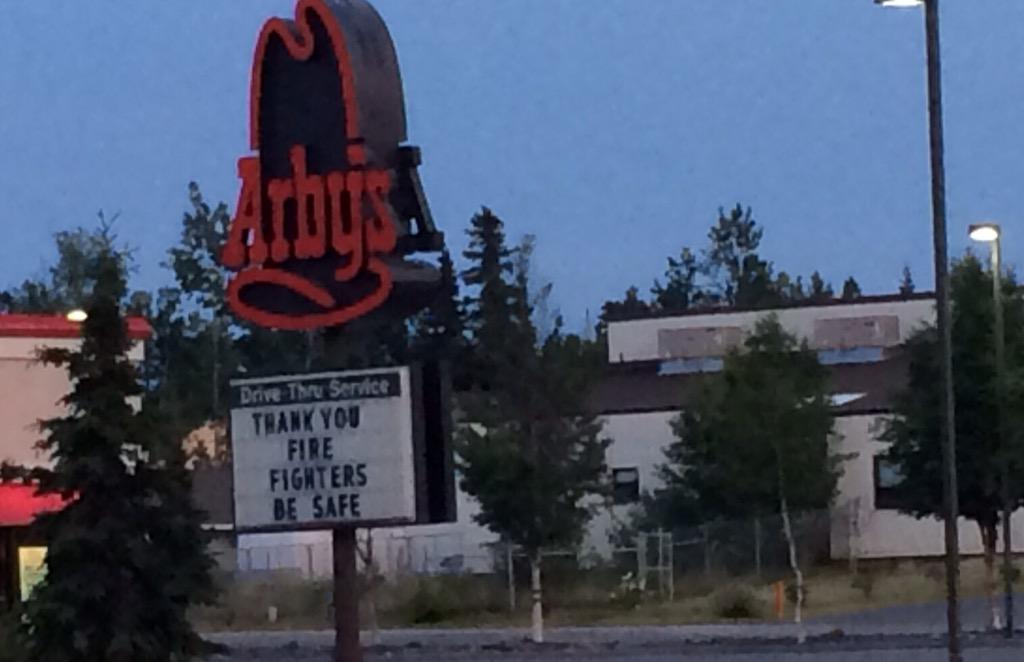 Arby's
Drive-Thru Service
THANK YOU
FIRE
FIGHTERS
BE SAFE